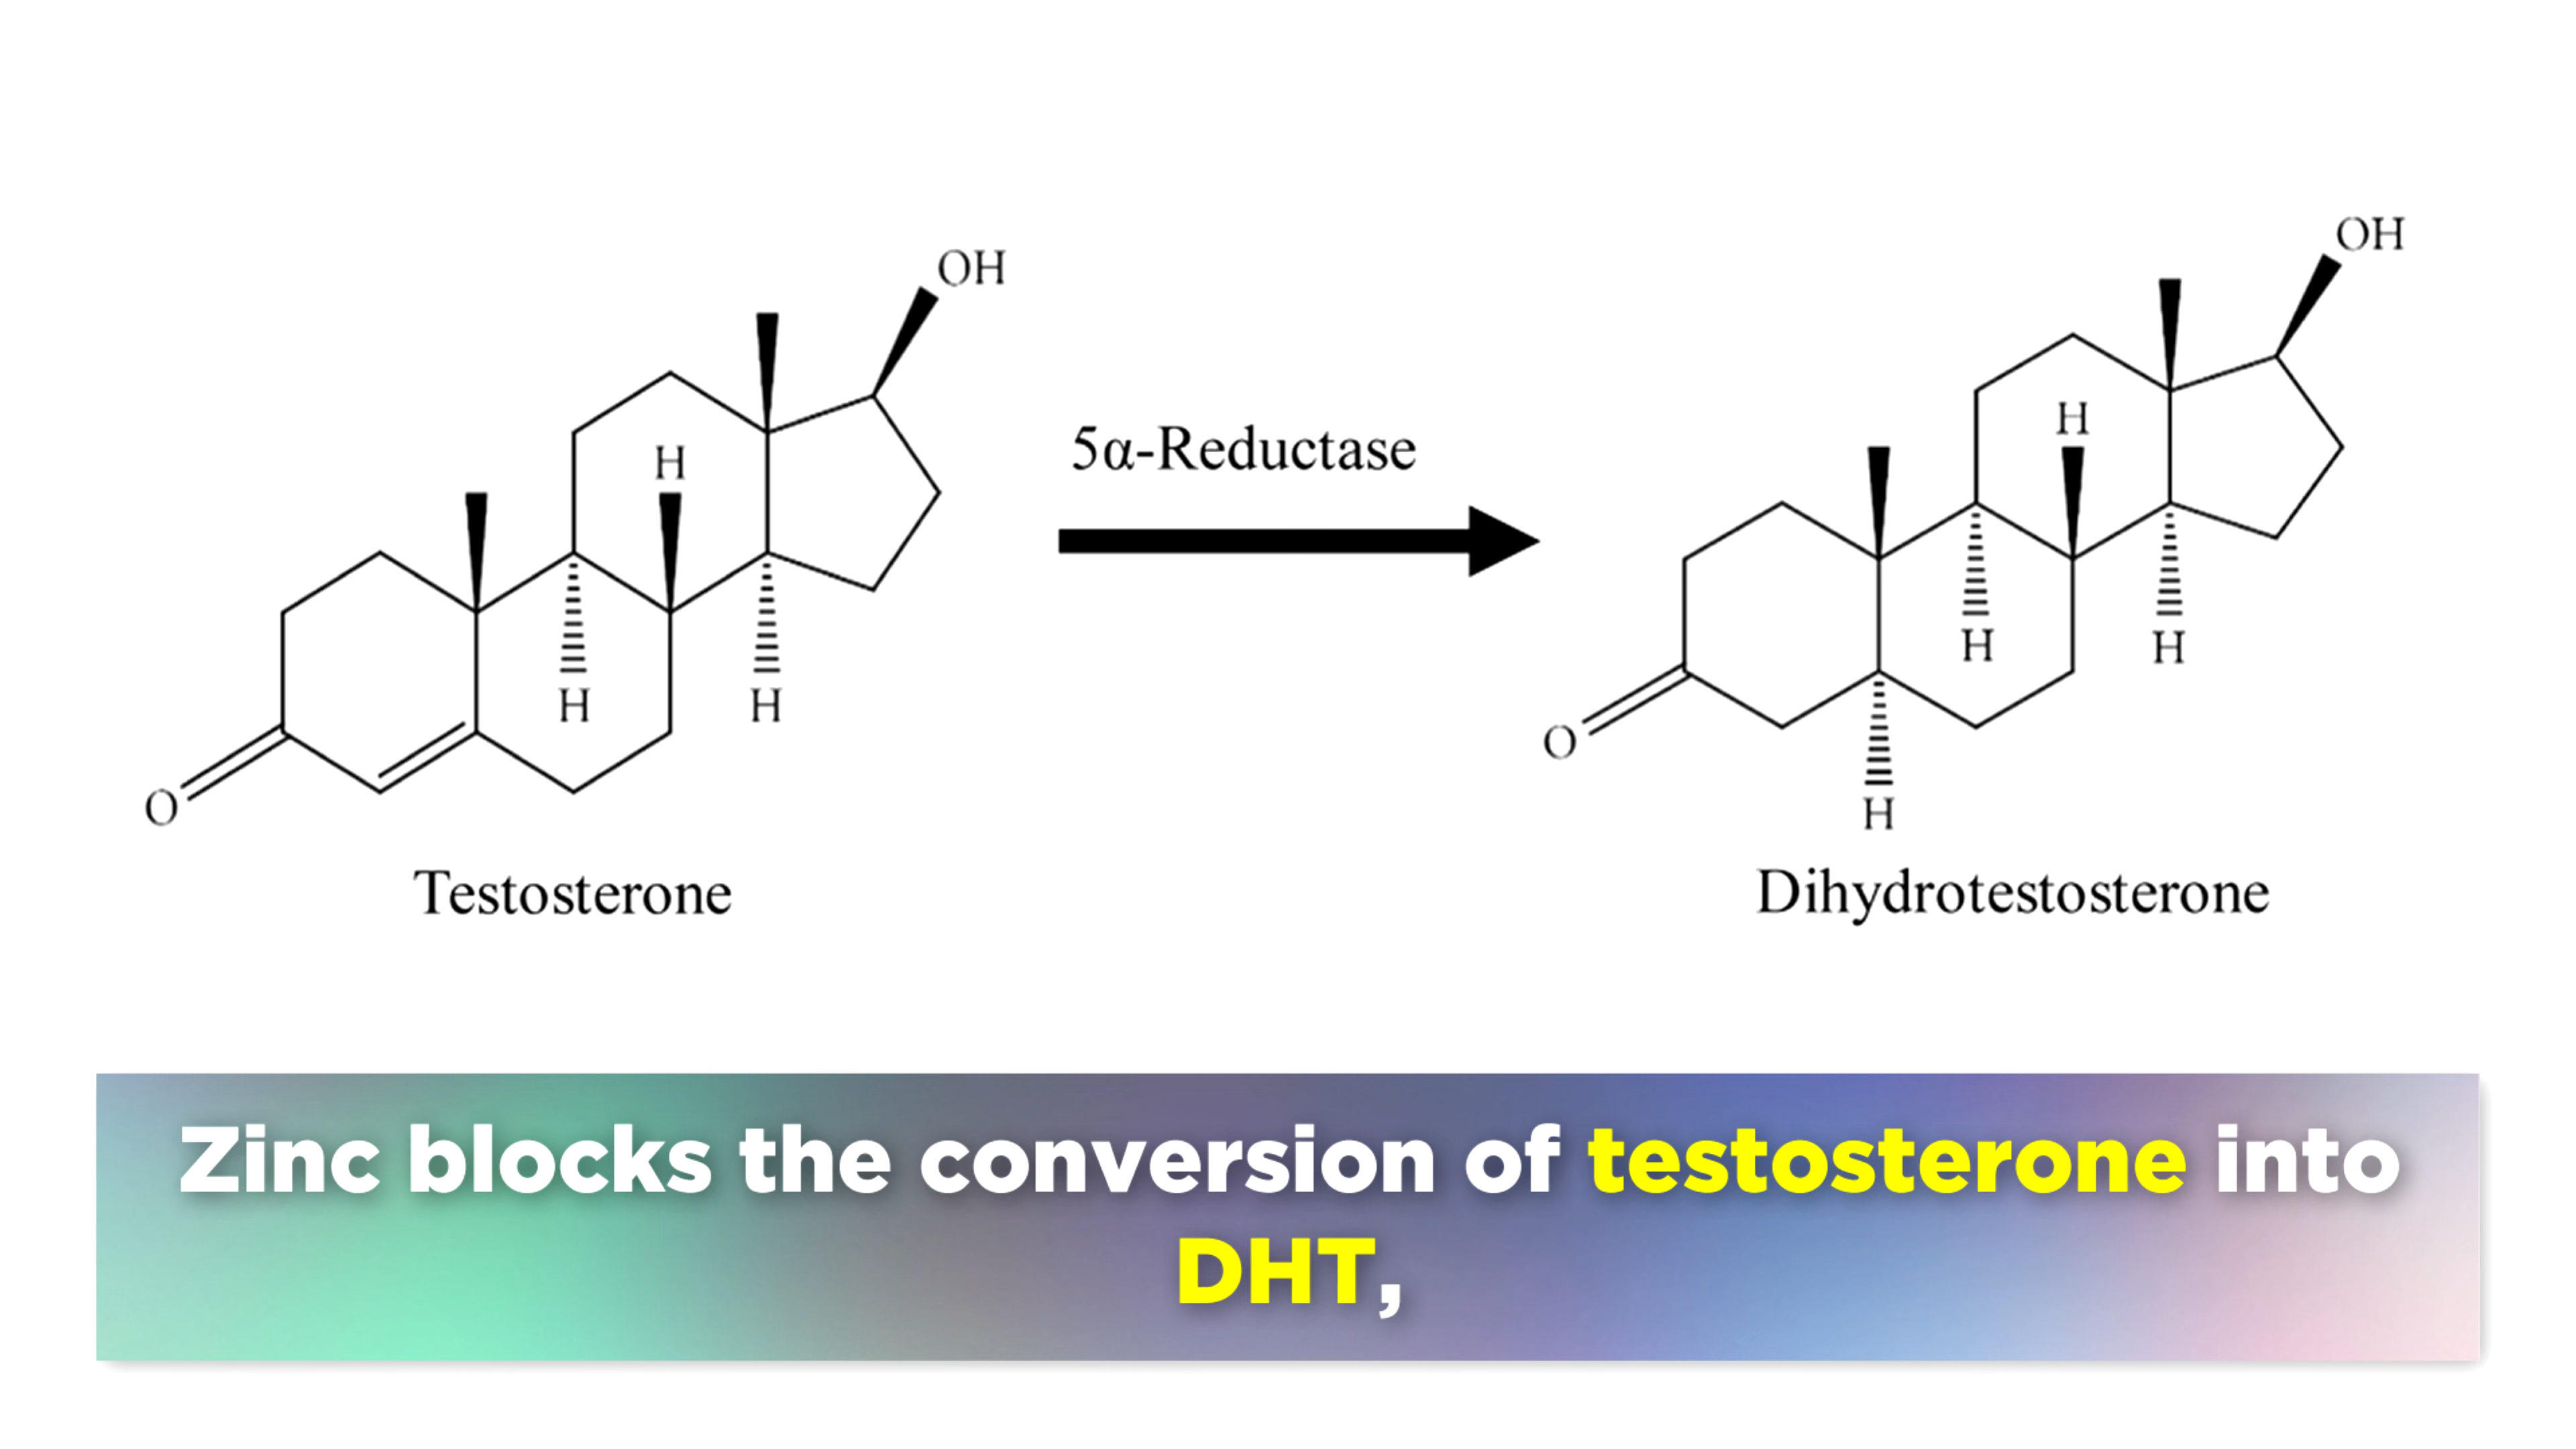 OH
H
H
H
O
Testosterone
5α-Reductase
OH
H
H
H
O
H
Dihydrotestosterone
Zinc blocks the conversion of testosterone into
DHT,